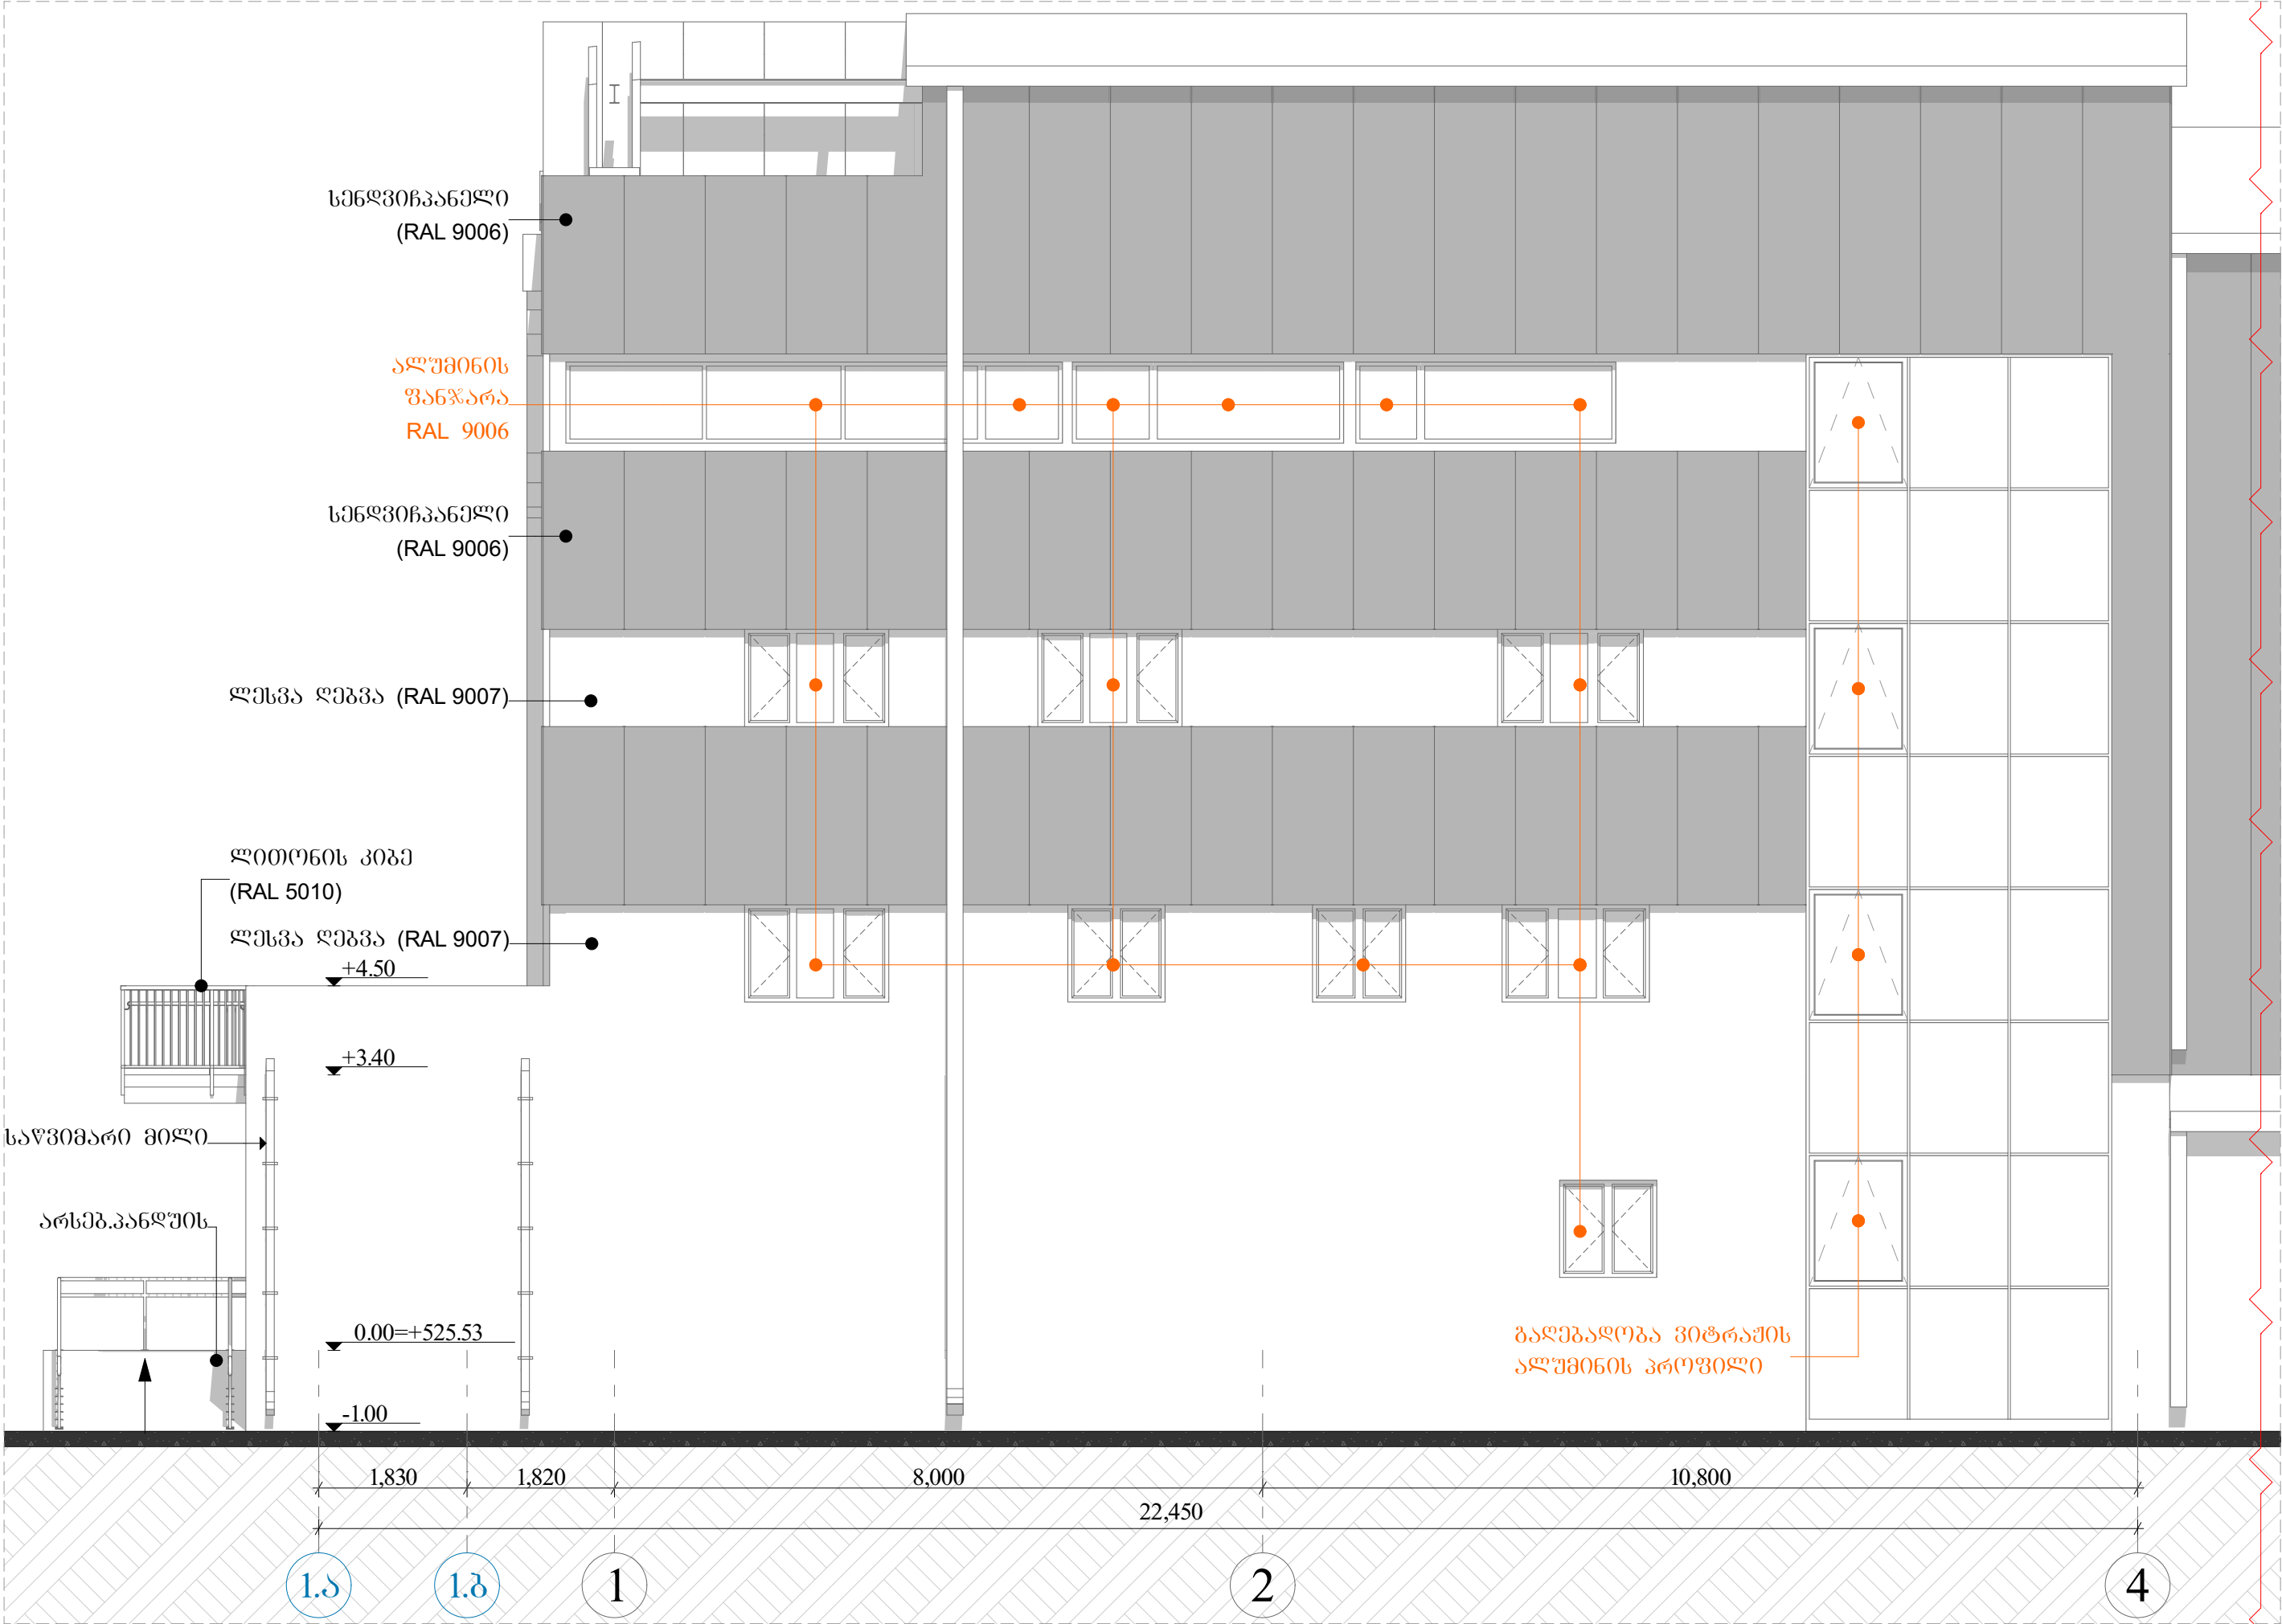 სენდვიჩპანელი
(RAL 9006)
ალუმინის
ფანჯარა
RAL 9006
სენდვიჩპანელი
(RAL 9006)
ლესვა ღებვა (RAL 9007)
ლითონის კიბე
(RAL 5010)
ლესვა ღებვა (RAL 9007)
+4.50
+3.40
საწვიმარი მილი
არსებ.პანდუის
0.00=+525.53
გაღებადობა ვიტრაჟის
ალუმინის პროფილი
-1.00
1,830 1,820 8,000 10,800
22,450
1.ა 1.ბ 1 2 4